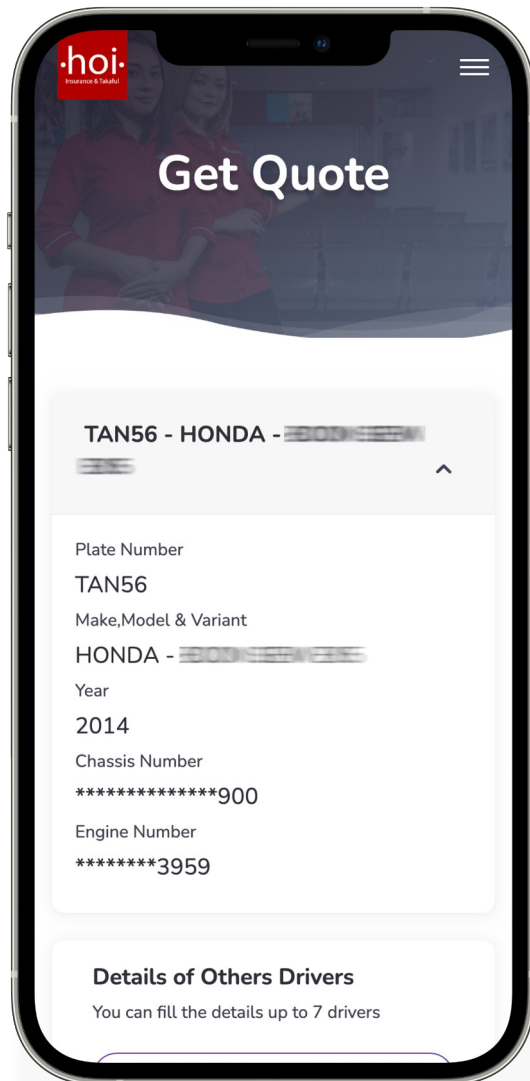 ·hoi·
Insurance & Takaful
Get Quote
TAN56 - HONDA -
Plate Number
TAN56
Make,Model & Variant
HONDA -
Year
2014
Chassis Number
**************900
Engine Number
********3959
Details of Others Drivers
You can fill the details up to 7 drivers